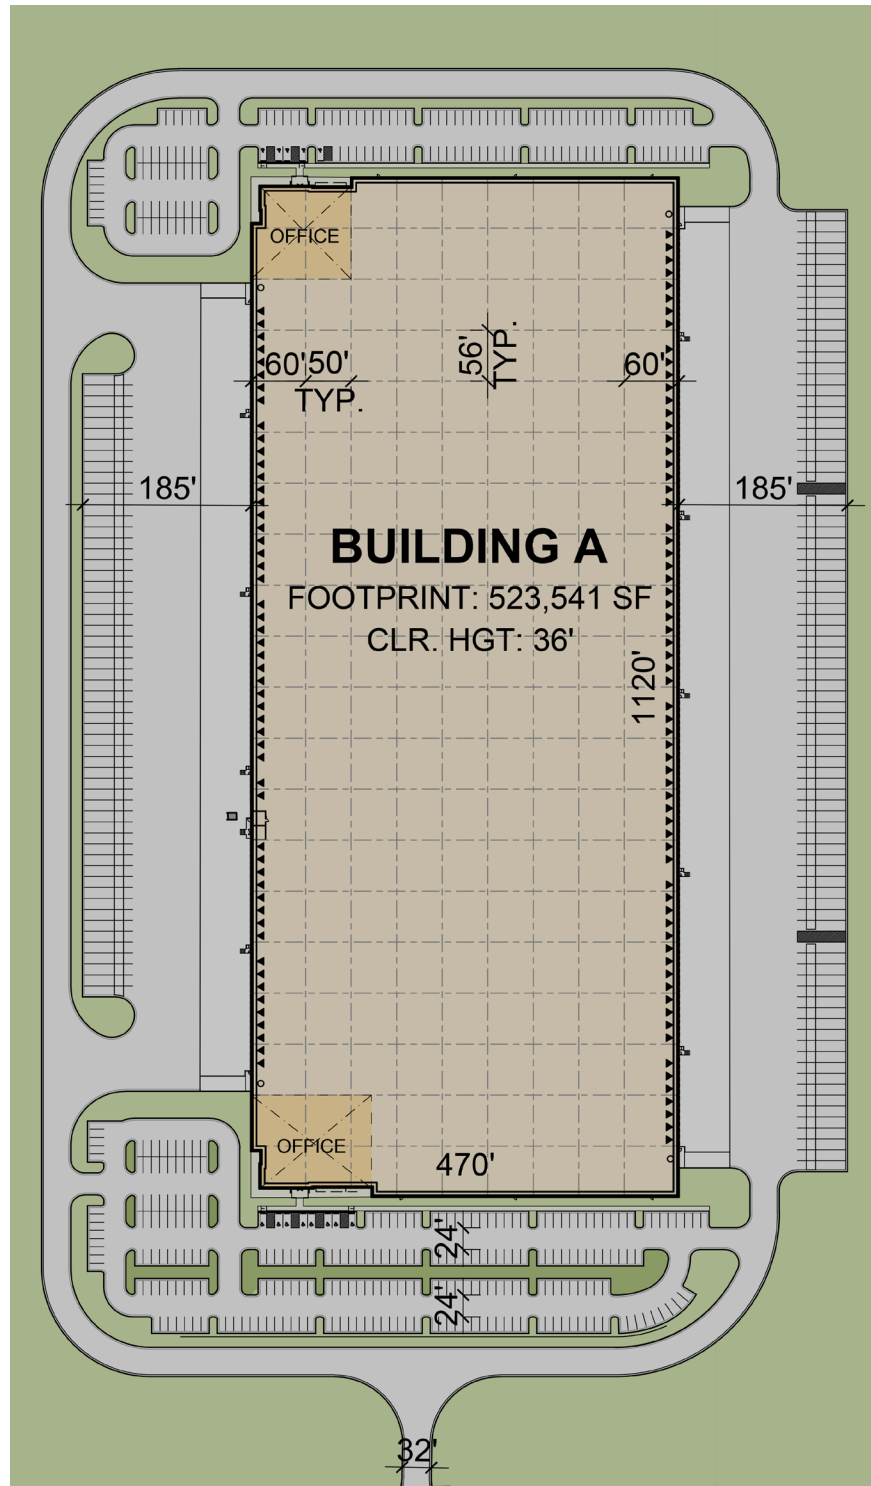 OFFICE
60' 50'
TYP.
56'
TYP.
60'
185'
185'
BUILDING A
FOOTPRINT: 523,541 SF
CLR. HGT: 36'
1120'
OFFICE
470'
24'
24'
32'